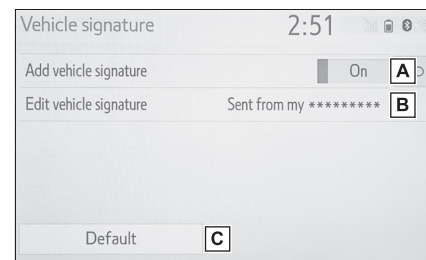 Vehicle signature 2:51
Add vehicle signature On A
Edit vehicle signature Sent from my ********* B
Default C